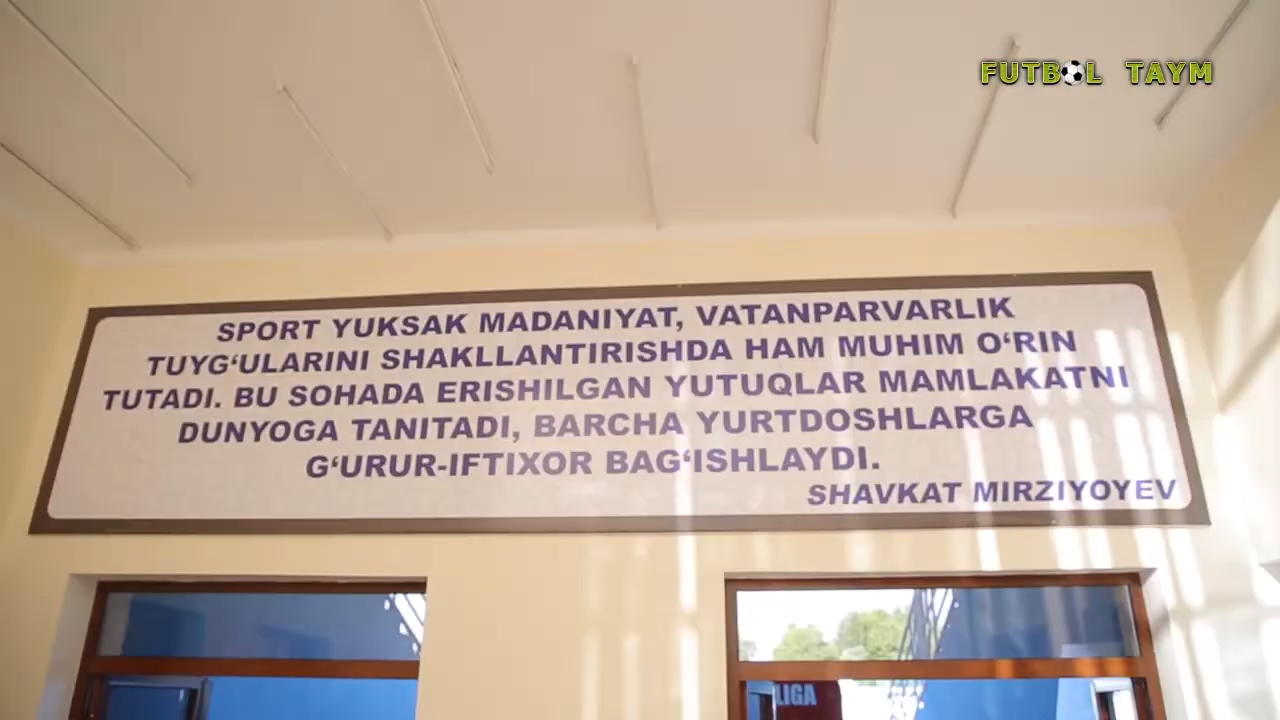 FUTBOL TAYM
SPORT YUKSAK MADANIYAT, VATANPARVARLIK
TUYG‘ULARINI SHAKLLANTIRISHDA HAM MUHIM O‘RIN
TUTADI. BU SOHADA ERISHILGAN YUTUQLAR MAMLAKATNI
DUNYOGA TANITADI, BARCHA YURTDOSHLARGA
G‘URUR-IFTIXOR BAG‘ISHLAYDI.
SHAVKAT MIRZIYOYEV
LIGA